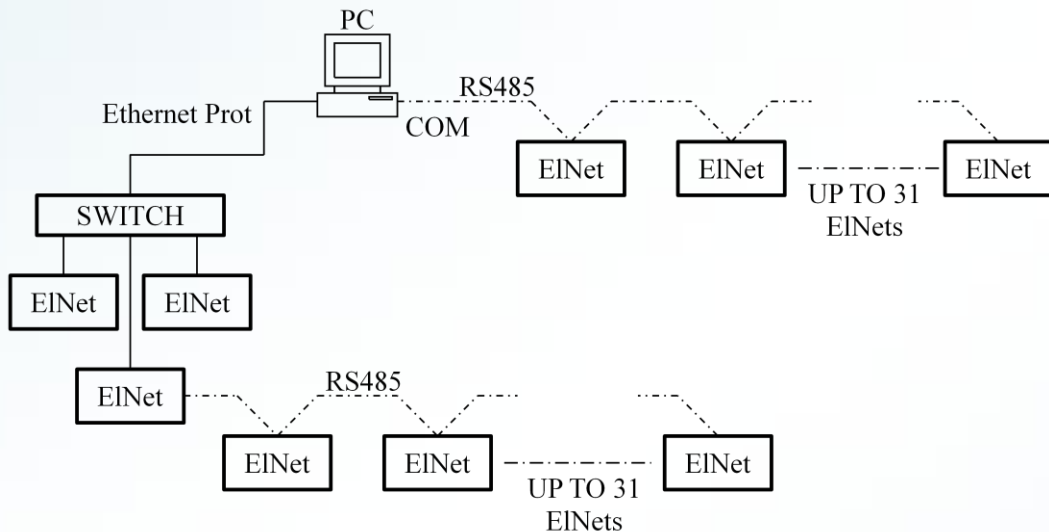 PC
RS485
Ethernet Prot
COM
ElNet
ElNet
ElNet
UP TO 31
ElNets
SWITCH
ElNet
ElNet
ElNet
RS485
ElNet
ElNet
ElNet
UP TO 31
ElNets